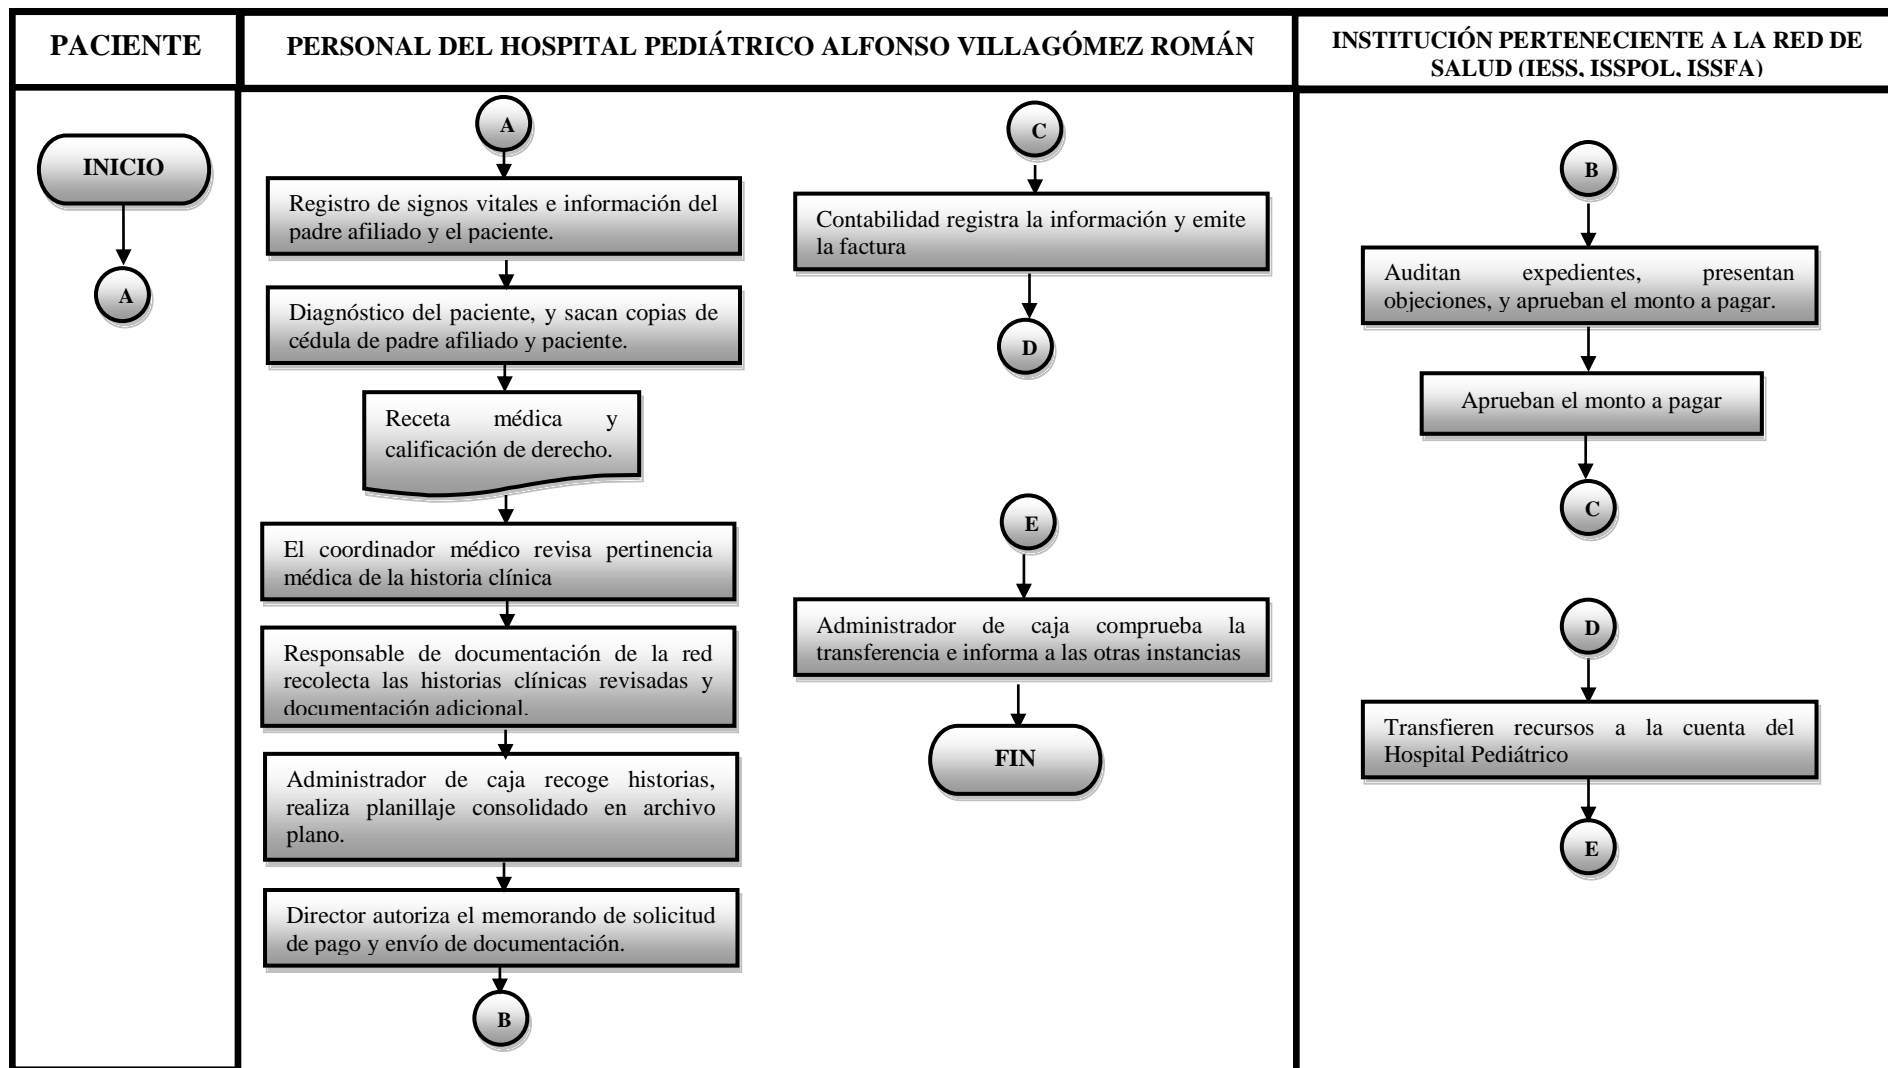 PACIENTE
PERSONAL DEL HOSPITAL PEDIÁTRICO ALFONSO VILLAGÓMEZ ROMÁN
INSTITUCIÓN PERTENECIENTE A LA RED DE
SALUD (IESS, ISSPOL, ISSFA)
INICIO
A
A
Registro de signos vitales e información del
padre afiliado y el paciente.
Diagnóstico del paciente, y sacan copias de
cédula de padre afiliado y paciente.
Receta médica y
calificación de derecho.
El coordinador médico revisa pertinencia
médica de la historia clínica
Responsable de documentación de la red
recolecta las historias clínicas revisadas y
documentación adicional.
Administrador de caja recoge historias,
realiza planillaje consolidado en archivo
plano.
Director autoriza el memorando de solicitud
de pago y envío de documentación.
B
C
Contabilidad registra la información y emite
la factura
D
E
Administrador de caja comprueba la
transferencia e informa a las otras instancias
FIN
B
Auditan expedientes, presentan
objeciones, y aprueban el monto a pagar.
Aprueban el monto a pagar
C
D
Transfieren recursos a la cuenta del
Hospital Pediátrico
E